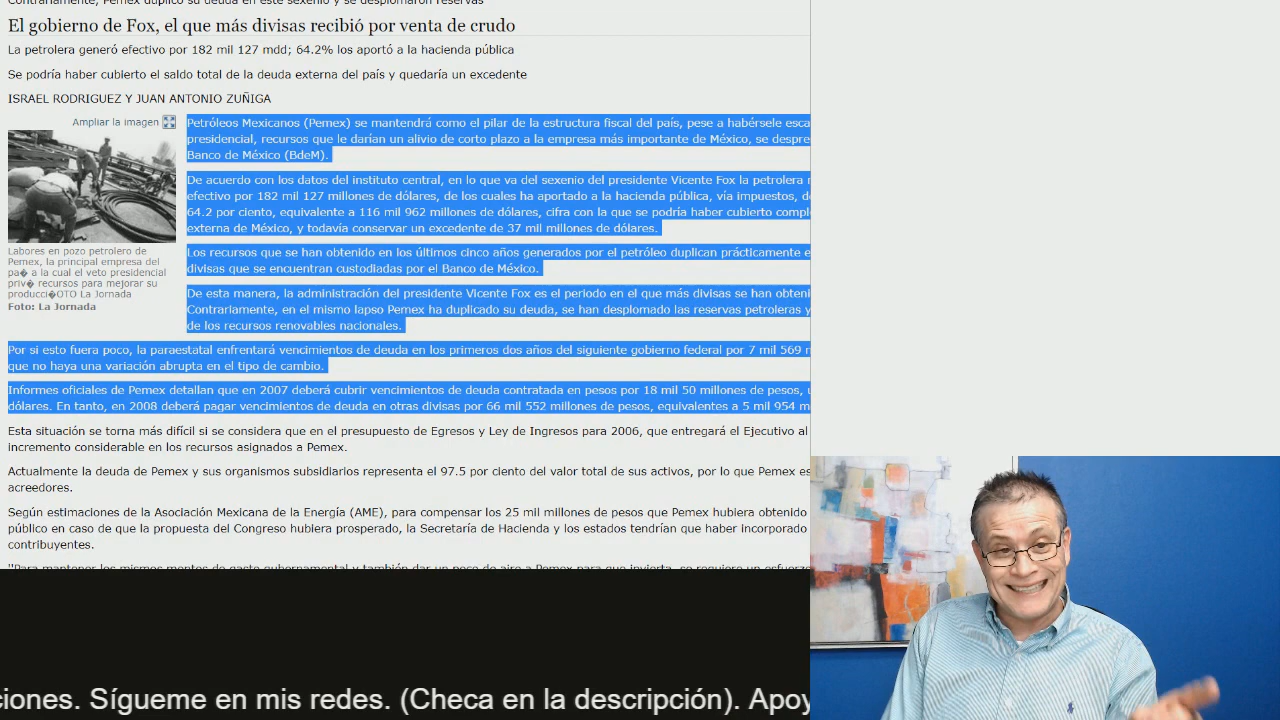 Contrariamente, Pemex duplicó su deuda en este sexenio y se desplomaron reservas
El gobierno de Fox, el que más divisas recibió por venta de crudo
La petrolera generó efectivo por 182 mil 127 mdd; 64.2% los aportó a la hacienda pública
Se podría haber cubierto el saldo total de la deuda externa del país y quedaría un excedente
ISRAEL RODRIGUEZ Y JUAN ANTONIO ZUÑIGA
Ampliar la imagen
Labores en pozo petrolero de
Pemex, la principal empresa del
pa� a la cual el veto presidencial
priv� recursos para mejorar su
producci�OTO La Jornada
Foto: La Jornada
Petróleos Mexicanos (Pemex) se mantendrá como el pilar de la estructura fiscal del país, pese a habérsele esca
presidencial, recursos que le darían un alivio de corto plazo a la empresa más importante de México, se despre
Banco de México (BdeM).
De acuerdo con los datos del instituto central, en lo que va del sexenio del presidente Vicente Fox la petrolera
efectivo por 182 mil 127 millones de dólares, de los cuales ha aportado a la hacienda pública, vía impuestos, d
64.2 por ciento, equivalente a 116 mil 962 millones de dólares, cifra con la que se podría haber cubierto compl
externa de México, y todavía conservar un excedente de 37 mil millones de dólares.
Los recursos que se han obtenido en los últimos cinco años generados por el petróleo duplican prácticamente e
divisas que se encuentran custodiadas por el Banco de México.
De esta manera, la administración del presidente Vicente Fox es el periodo en el que más divisas se han obteni
Contrariamente, en el mismo lapso Pemex ha duplicado su deuda, se han desplomado las reservas petroleras y
de los recursos renovables nacionales.
Por si esto fuera poco, la paraestatal enfrentará vencimientos de deuda en los primeros dos años del siguiente gobierno federal por 7 mil 569
que no haya una variación abrupta en el tipo de cambio.
Informes oficiales de Pemex detallan que en 2007 deberá cubrir vencimientos de deuda contratada en pesos por 18 mil 50 millones de pesos, u
dólares. En tanto, en 2008 deberá pagar vencimientos de deuda en otras divisas por 66 mil 552 millones de pesos, equivalentes a 5 mil 954 m
Esta situación se torna más difícil si se considera que en el presupuesto de Egresos y Ley de Ingresos para 2006, que entregará el Ejecutivo al
incremento considerable en los recursos asignados a Pemex.
Actualmente la deuda de Pemex y sus organismos subsidiarios representa el 97.5 por ciento del valor total de sus activos, por lo que Pemex es
acreedores.
Según estimaciones de la Asociación Mexicana de la Energía (AME), para compensar los 25 mil millones de pesos que Pemex hubiera obtenido
público en caso de que la propuesta del Congreso hubiera prosperado, la Secretaría de Hacienda y los estados tendrían que haber incorporado
contribuyentes.
"Para mantener los mismos montos de gasto gubernamental y también dar un poco de aire a Pemex para que invierta, se requiere un esfuerzo
ciones. Sígueme en mis redes. (Checa en la descripción). Apoy